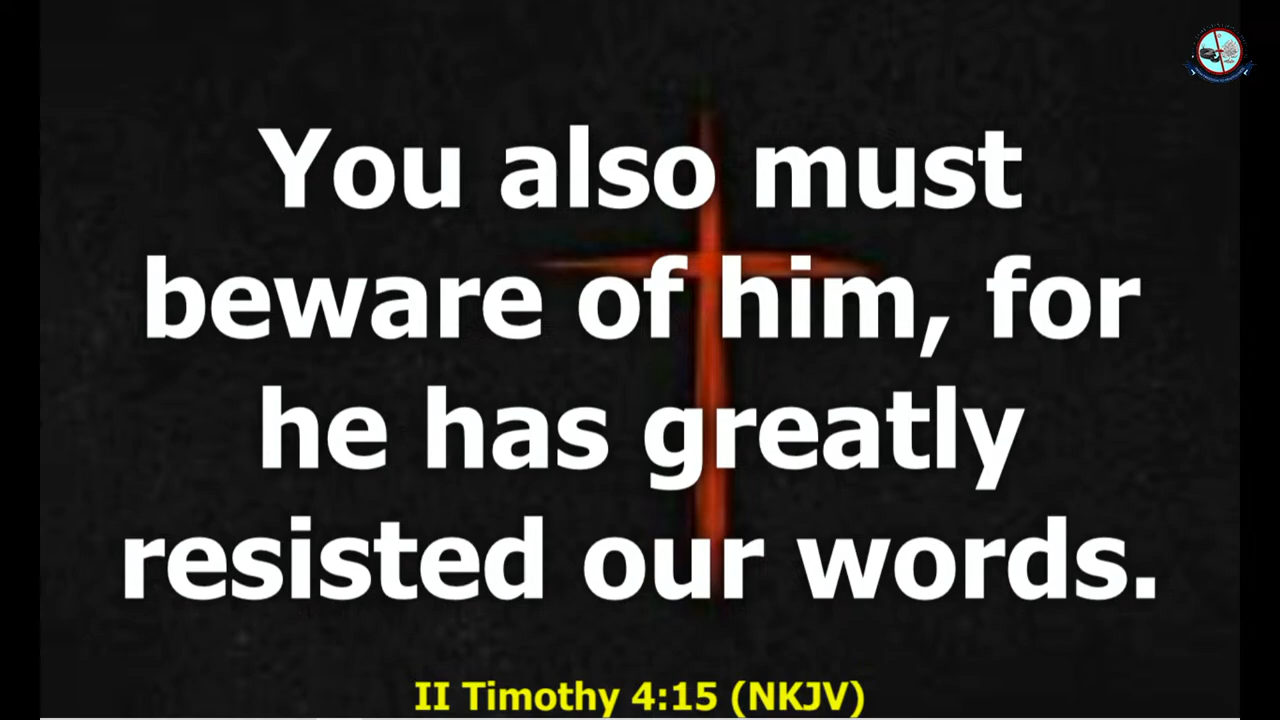 You also must
beware of him, for
he has greatly
resisted our words.
II Timothy 4:15 (NKJV)